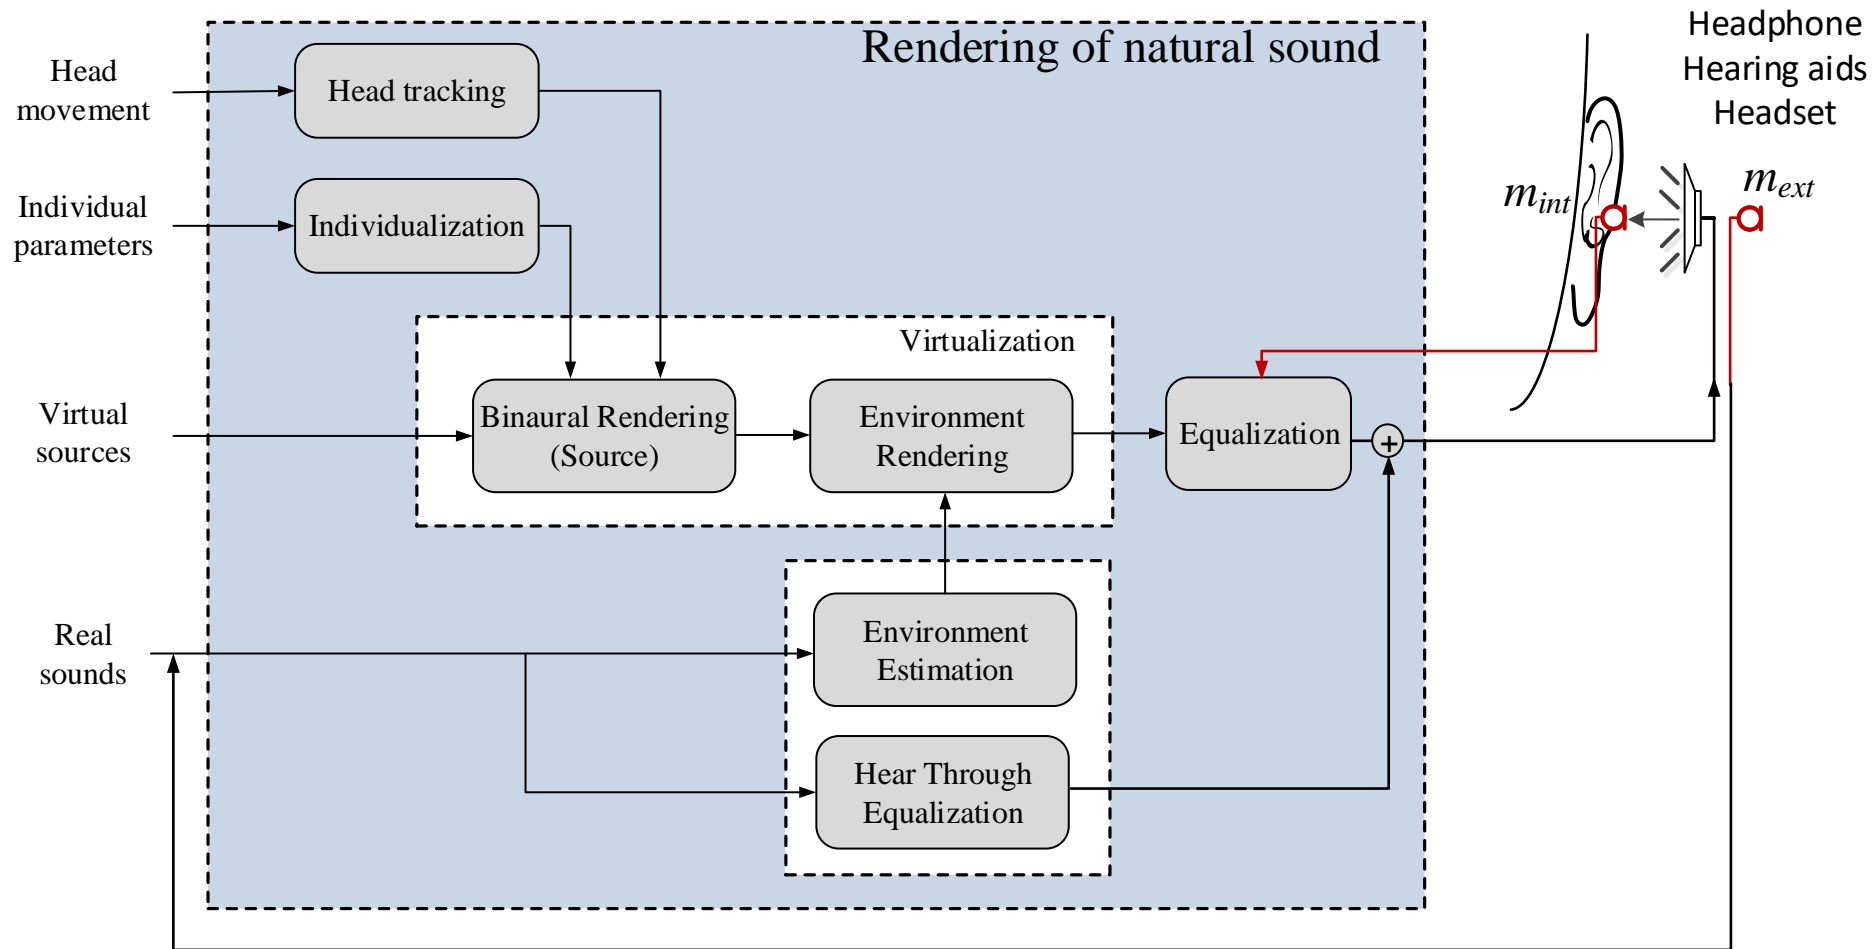 Rendering of natural sound
Headphone
Hearing aids
Headset
Head
movement
Head tracking
Individual
parameters
Individualization
m_int
m_ext
Virtualization
Virtual
sources
Binaural Rendering
(Source)
Environment
Rendering
Equalization
+
Real
sounds
Environment
Estimation
Hear Through
Equalization